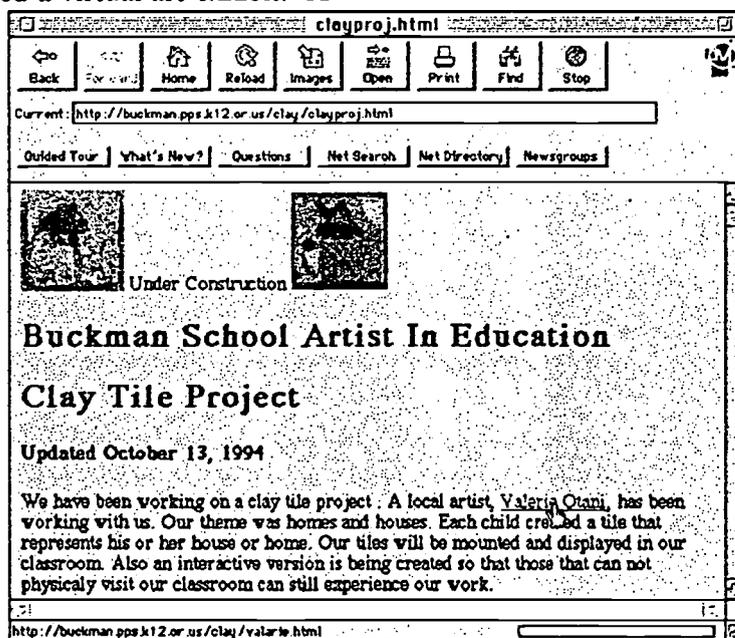 clayproj.html
Back Forward Home Reload Images Open Print Find Stop
Current: http://buckman.pps.k12.or.us/clay/clayproj.html
Guided Tour What's New? Questions Net Search Net Directory Newsgroups
Under Construction
Buckman School Artist In Education
Clay Tile Project
Updated October 13, 1994
We have been working on a clay tile project . A local artist, Valerie Otani, has been
working with us. Our theme was homes and houses. Each child created a tile that
represents his or her house or home. Our tiles will be mounted and displayed in our
classroom. Also an interactive version is being created so that those that can not
physicaly visit our classroom can still experience our work.
http://buckman.pps.k12.or.us/clay/valarie.html